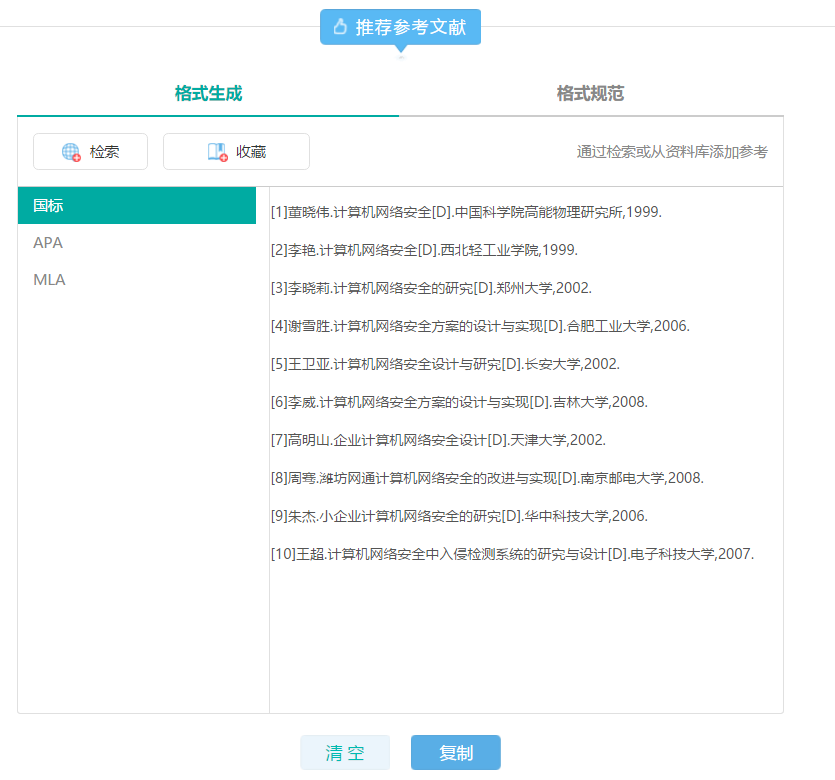 推荐参考文献
格式生成 格式规范
检索 收藏 通过检索或从资料库添加参考
国标
APA
MLA
[1]董晓伟.计算机网络安全[D].中国科学院高能物理研究所,1999.
[2]李艳.计算机网络安全[D].西北轻工业学院,1999.
[3]李晓莉.计算机网络安全的研究[D].郑州大学,2002.
[4]谢雪胜.计算机网络安全方案的设计与实现[D].合肥工业大学,2006.
[5]王卫亚.计算机网络安全设计与研究[D].长安大学,2002.
[6]李威.计算机网络安全方案的设计与实现[D].吉林大学,2008.
[7]高明山.企业计算机网络安全设计[D].天津大学,2002.
[8]周骞.潍坊网通计算机网络安全的改进与实现[D].南京邮电大学,2008.
[9]朱杰.小企业计算机网络安全的研究[D].华中科技大学,2006.
[10]王超.计算机网络安全中入侵检测系统的研究与设计[D].电子科技大学,2007.
清空 复制